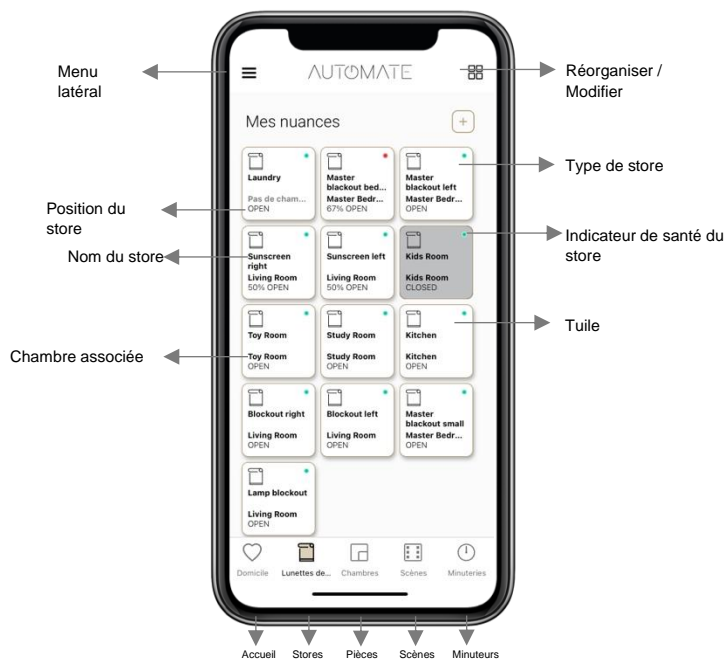 Menu
latéral
AUTOMATE
Réorganiser /
Modifier
Mes nuances
+
Laundry
Pas de cham...
OPEN
Master
blackout bed...
Master Bedr...
67% OPEN
Master
blackout left
Master Bedr...
OPEN
Type de store
Position du
store
Nom du store
Sunscreen
right
Living Room
50% OPEN
Sunscreen left
Living Room
50% OPEN
Kids Room
Kids Room
CLOSED
Indicateur de santé du
store
Chambre associée
Toy Room
Toy Room
OPEN
Study Room
Study Room
OPEN
Kitchen
Kitchen
OPEN
Tuile
Blockout right
Living Room
OPEN
Blockout left
Living Room
OPEN
Master
blackout small
Master Bedr...
OPEN
Lamp blockout
Living Room
OPEN
Domicile
Lunettes de...
Chambres
Scènes
Minuteries
Accueil
Stores
Pièces
Scènes
Minuteurs